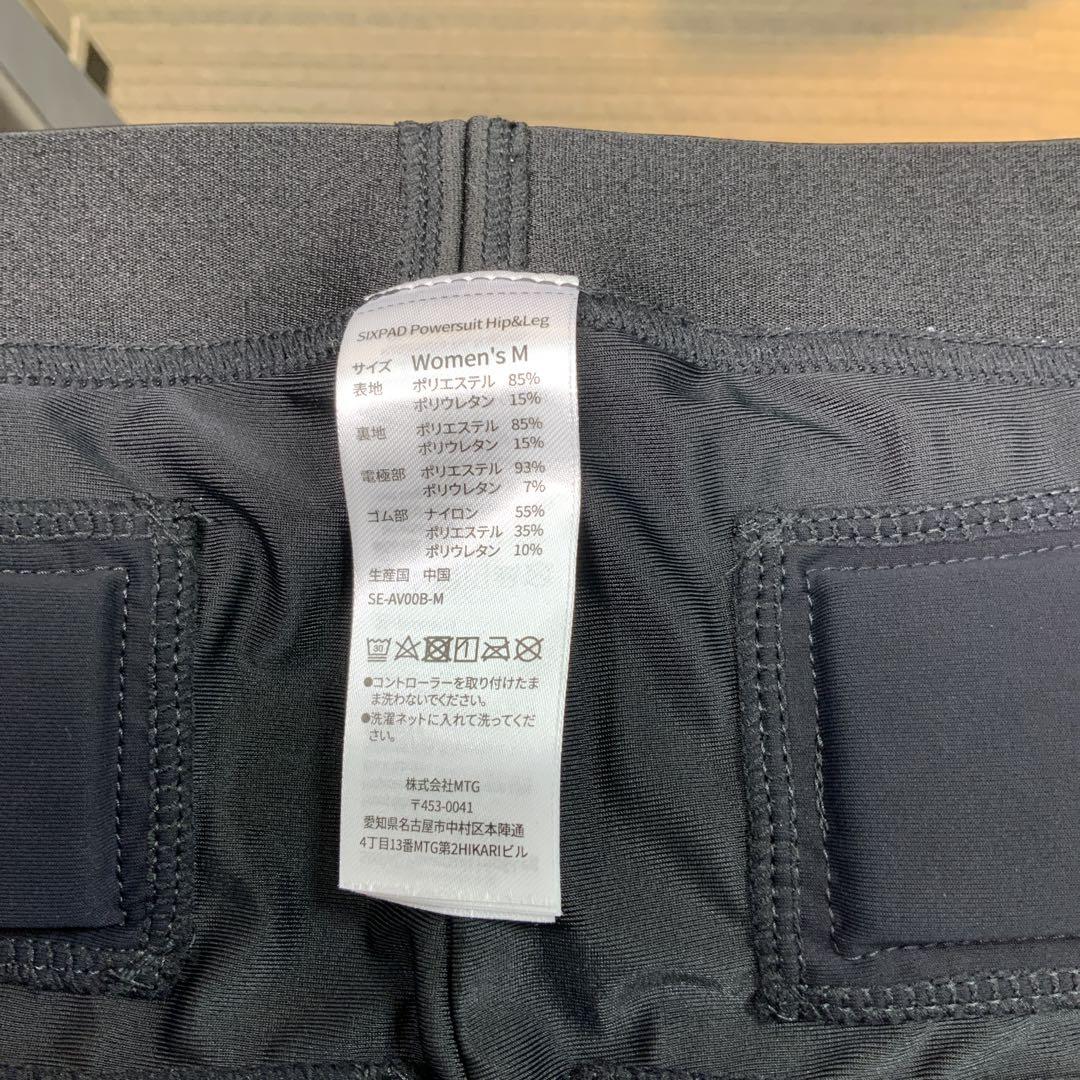 SIXPAD Powersuit Hip&Leg
サイズ Women's M
表地 ポリエステル 85%
ポリウレタン 15%
裏地 ポリエステル 85%
ポリウレタン 15%
電極部 ポリエステル 93%
ポリウレタン 7%
ゴム部 ナイロン 55%
ポリエステル 35%
ポリウレタン 10%
生産国 中国
SE-AV00B-M
30
●コントローラーを取り付けたま
ま洗わないでください。
●洗濯ネットに入れて洗ってくだ
さい。
株式会社MTG
〒453-0041
愛知県名古屋市中村区本陣通
4丁目13番MTG第2HIKARIビル